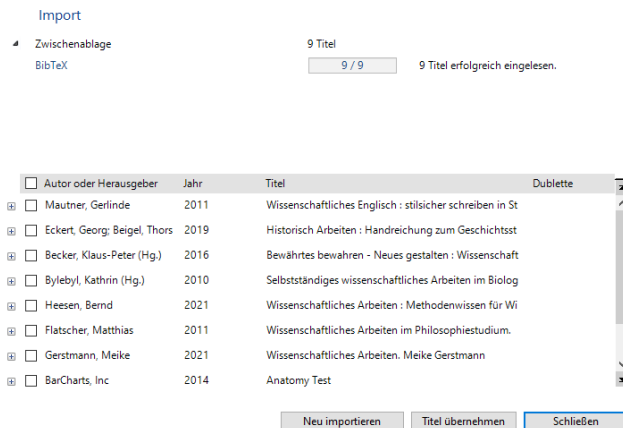 Import
Zwischenablage 9 Titel
BibTeX 9 / 9 9 Titel erfolgreich eingelesen.
Autor oder Herausgeber Jahr Titel Dublette
Mautner, Gerlinde 2011 Wissenschaftliches Englisch : stilsicher schreiben in St
Eckert, Georg; Beigel, Thors 2019 Historisch Arbeiten : Handreichung zum Geschichtsst
Becker, Klaus-Peter (Hg.) 2016 Bewährtes bewahren - Neues gestalten : Wissenschaft
Bylebyl, Kathrin (Hg.) 2010 Selbstständiges wissenschaftliches Arbeiten im Biolog
Heesen, Bernd 2021 Wissenschaftliches Arbeiten : Methodenwissen für Wi
Flatscher, Matthias 2011 Wissenschaftliches Arbeiten im Philosophiestudium.
Gerstmann, Meike 2021 Wissenschaftliches Arbeiten. Meike Gerstmann
BarCharts, Inc 2014 Anatomy Test
Neu importieren Titel übernehmen Schließen